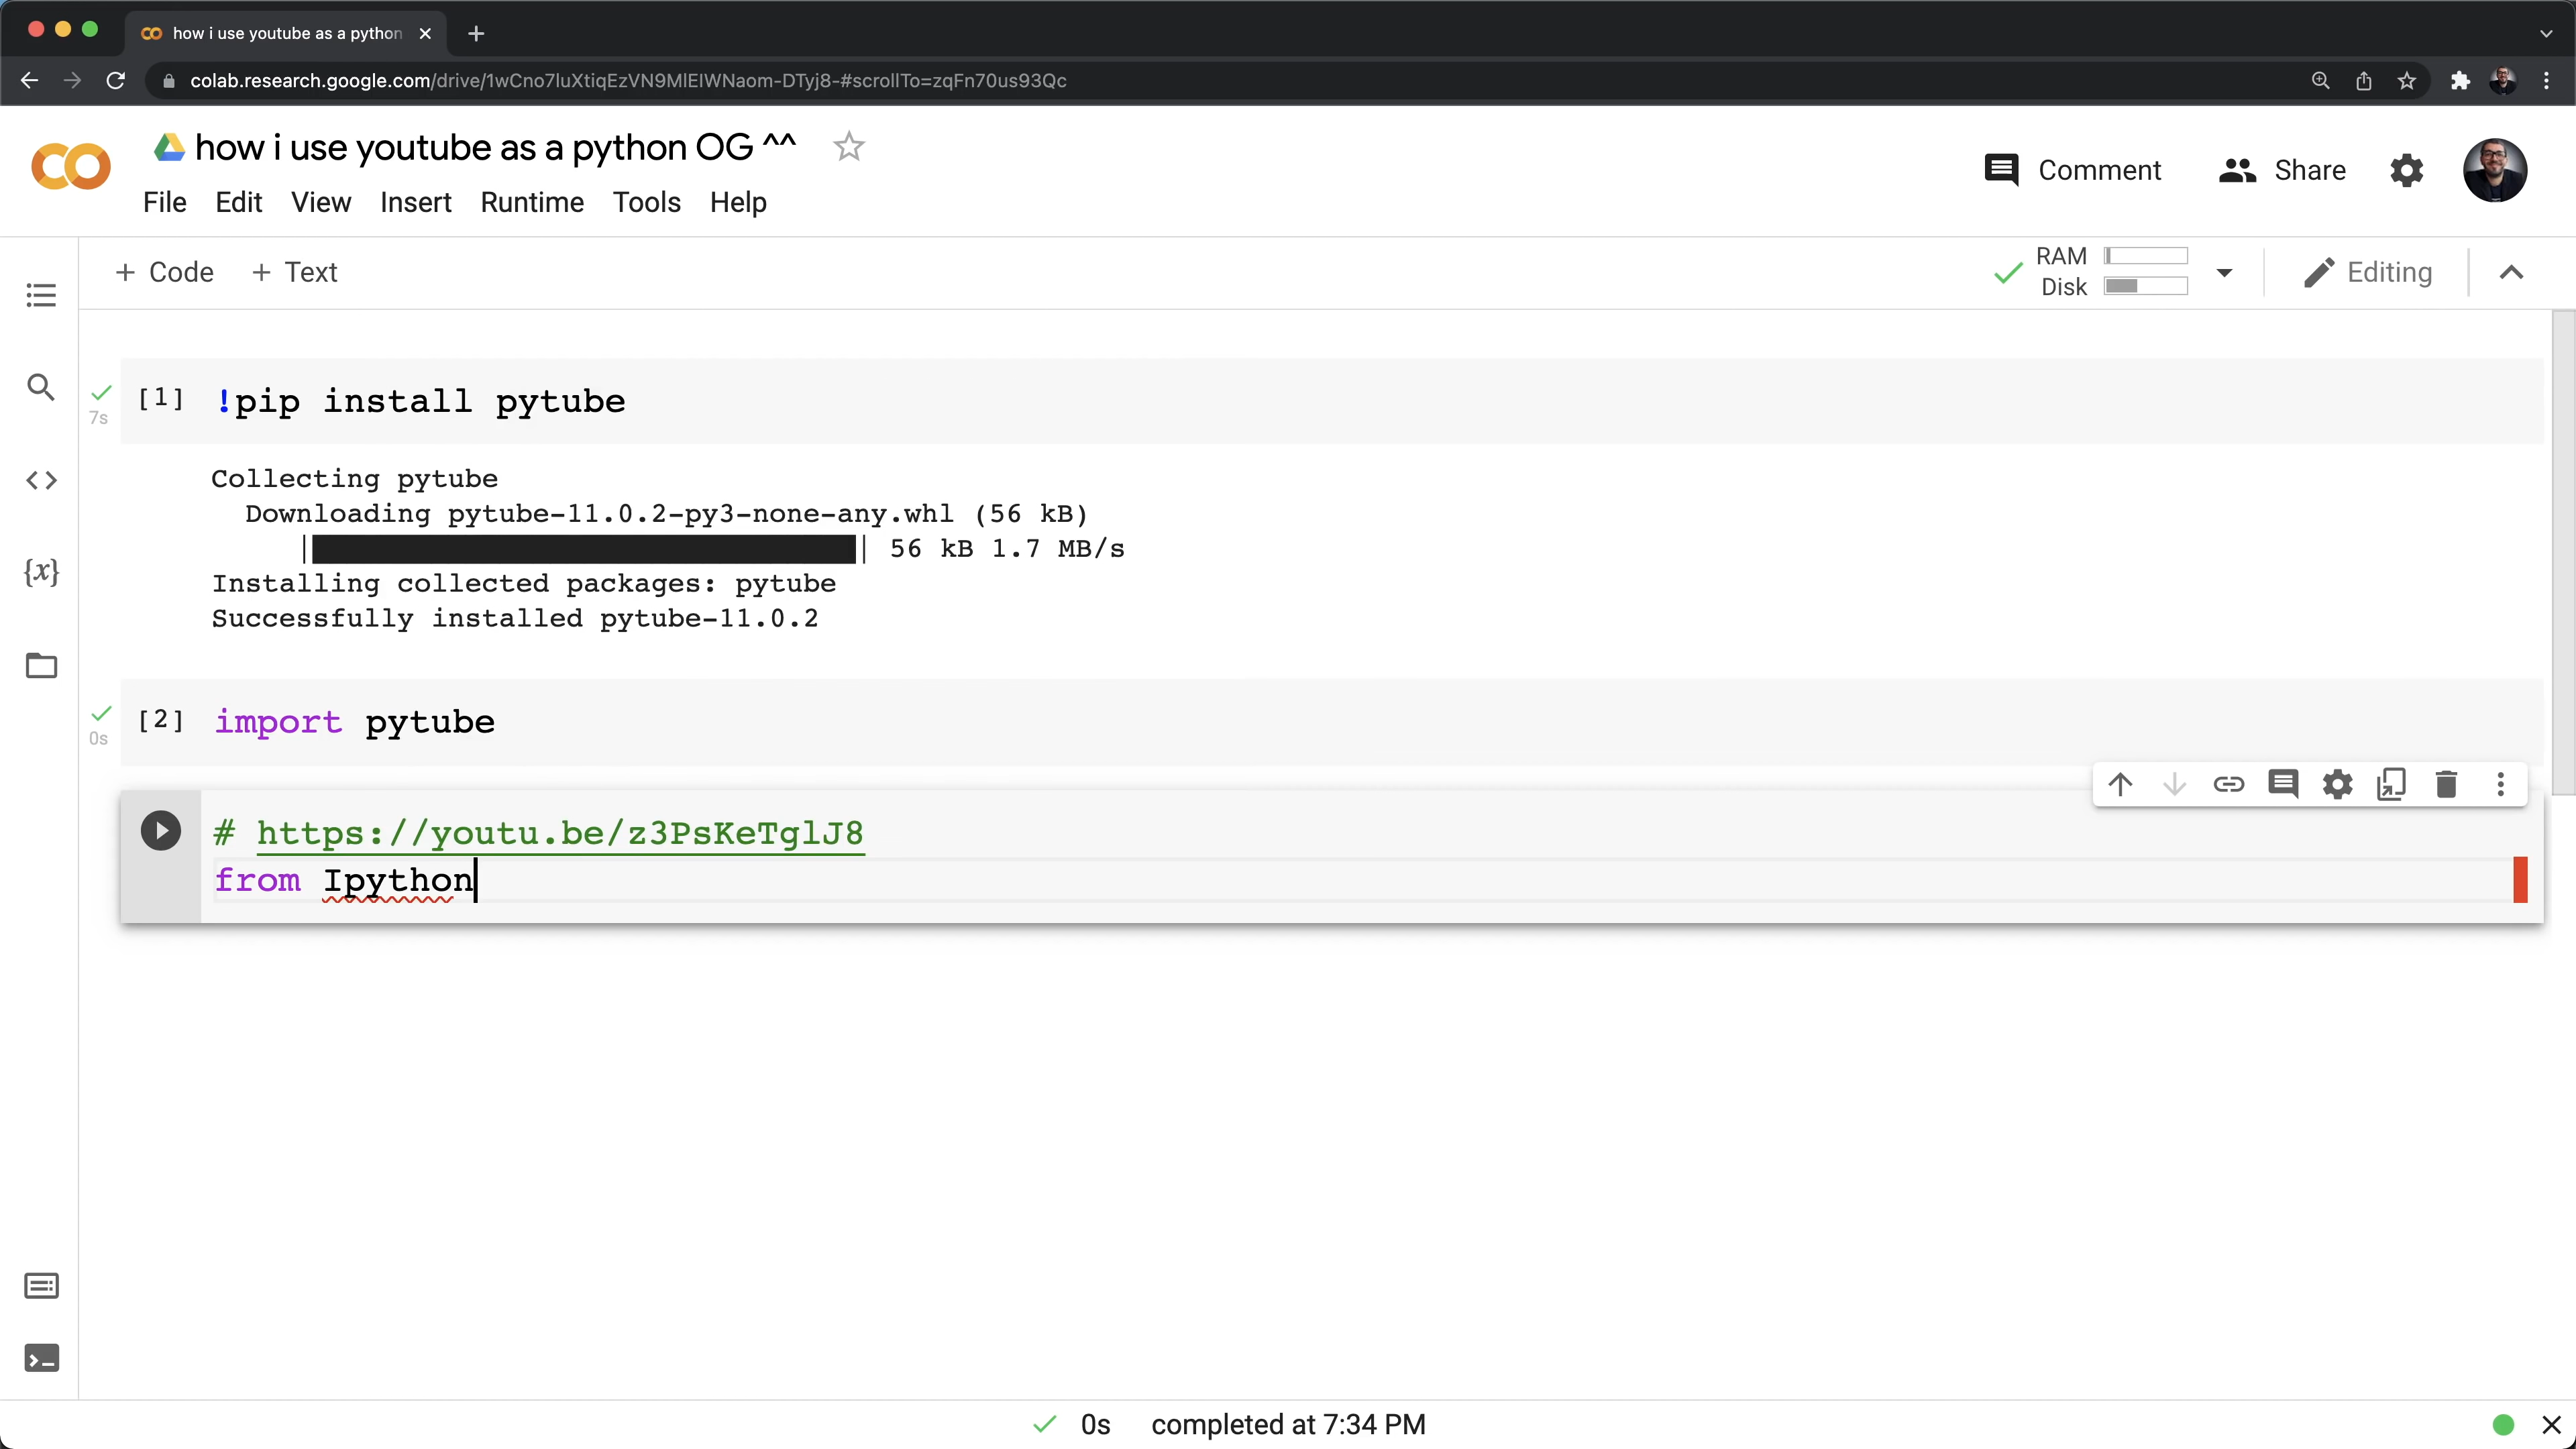 how i use youtube as a python
colab.research.google.com/drive/1wCno7luXtiqEzVN9MlElWNaom-DTyj8-#scrollTo=zqFn70us93Qc
how i use youtube as a python OG ^^
File Edit View Insert Runtime Tools Help
Comment Share
+ Code + Text
RAM
Disk
Editing
[1] !pip install pytube
7s
Collecting pytube
Downloading pytube-11.0.2-py3-none-any.whl (56 kB)
56 kB 1.7 MB/s
Installing collected packages: pytube
Successfully installed pytube-11.0.2
[2] import pytube
0s
# https://youtu.be/z3PsKeTglJ8
from Ipython
0s completed at 7:34 PM